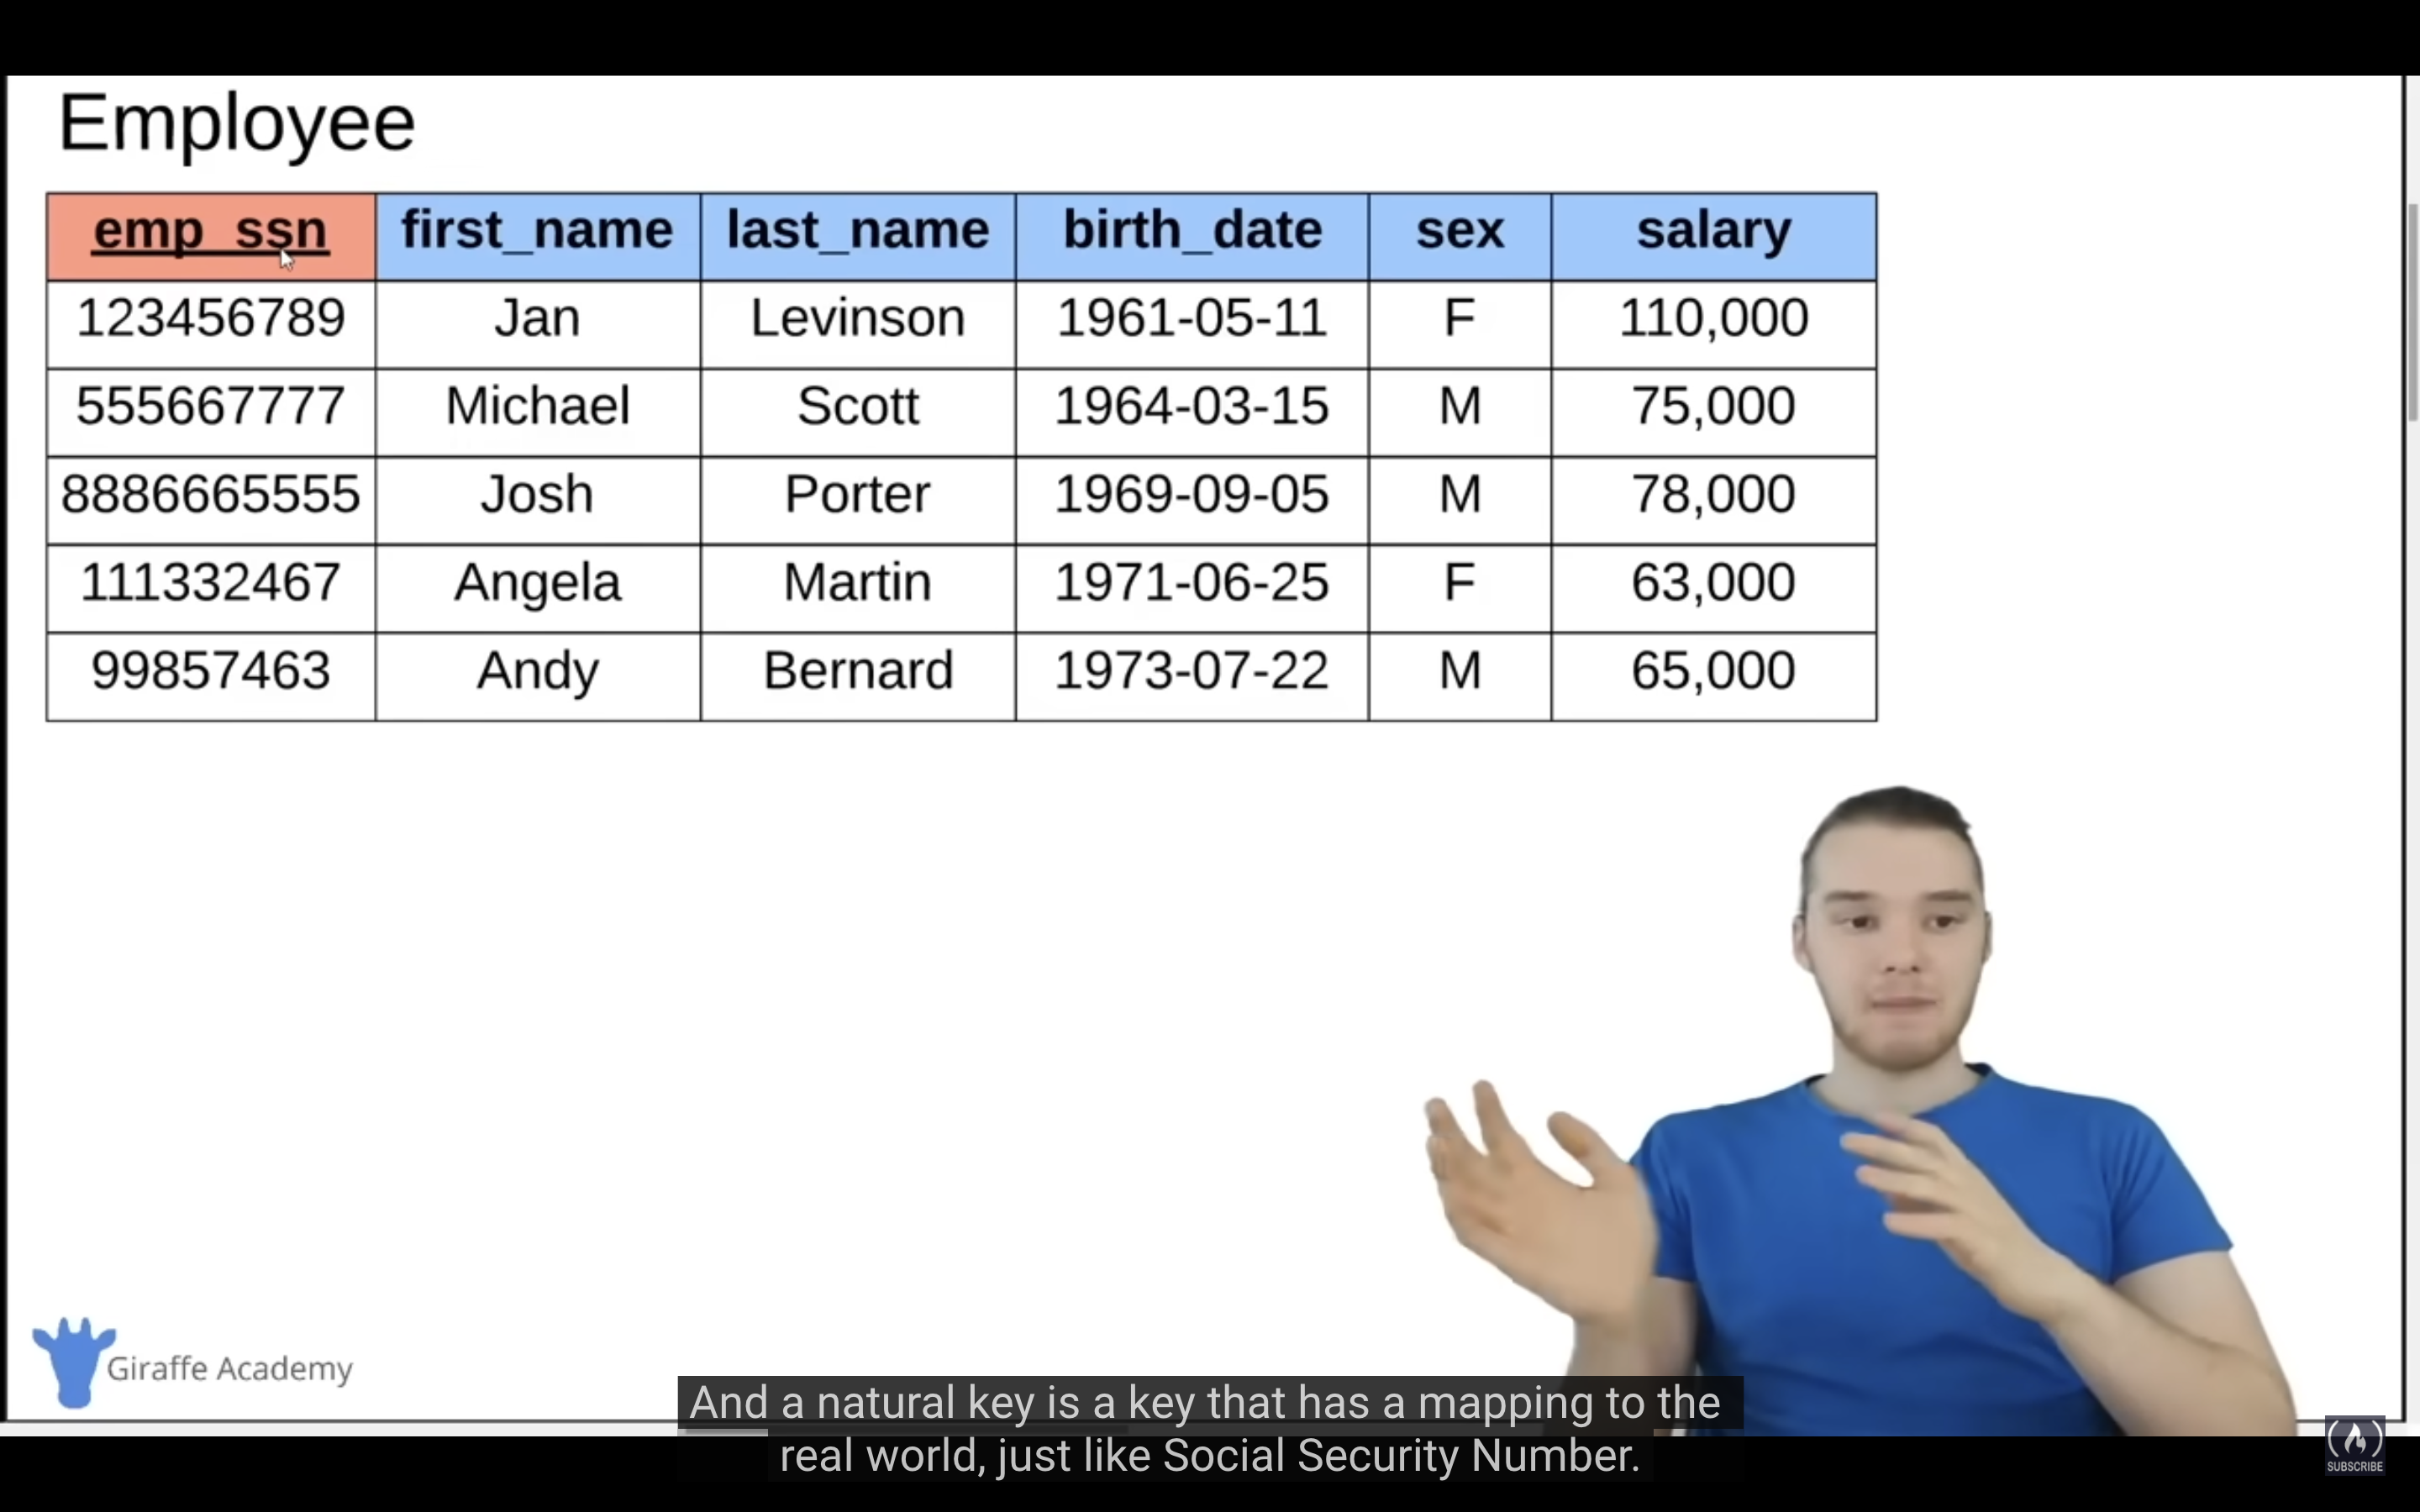 Employee
emp_ssn first_name last_name birth_date sex salary
123456789 Jan Levinson 1961-05-11 F 110,000
555667777 Michael Scott 1964-03-15 M 75,000
8886665555 Josh Porter 1969-09-05 M 78,000
111332467 Angela Martin 1971-06-25 F 63,000
99857463 Andy Bernard 1973-07-22 M 65,000
Giraffe Academy
And a natural key is a key that has a mapping to the
real world, just like Social Security Number.
SUBSCRIBE